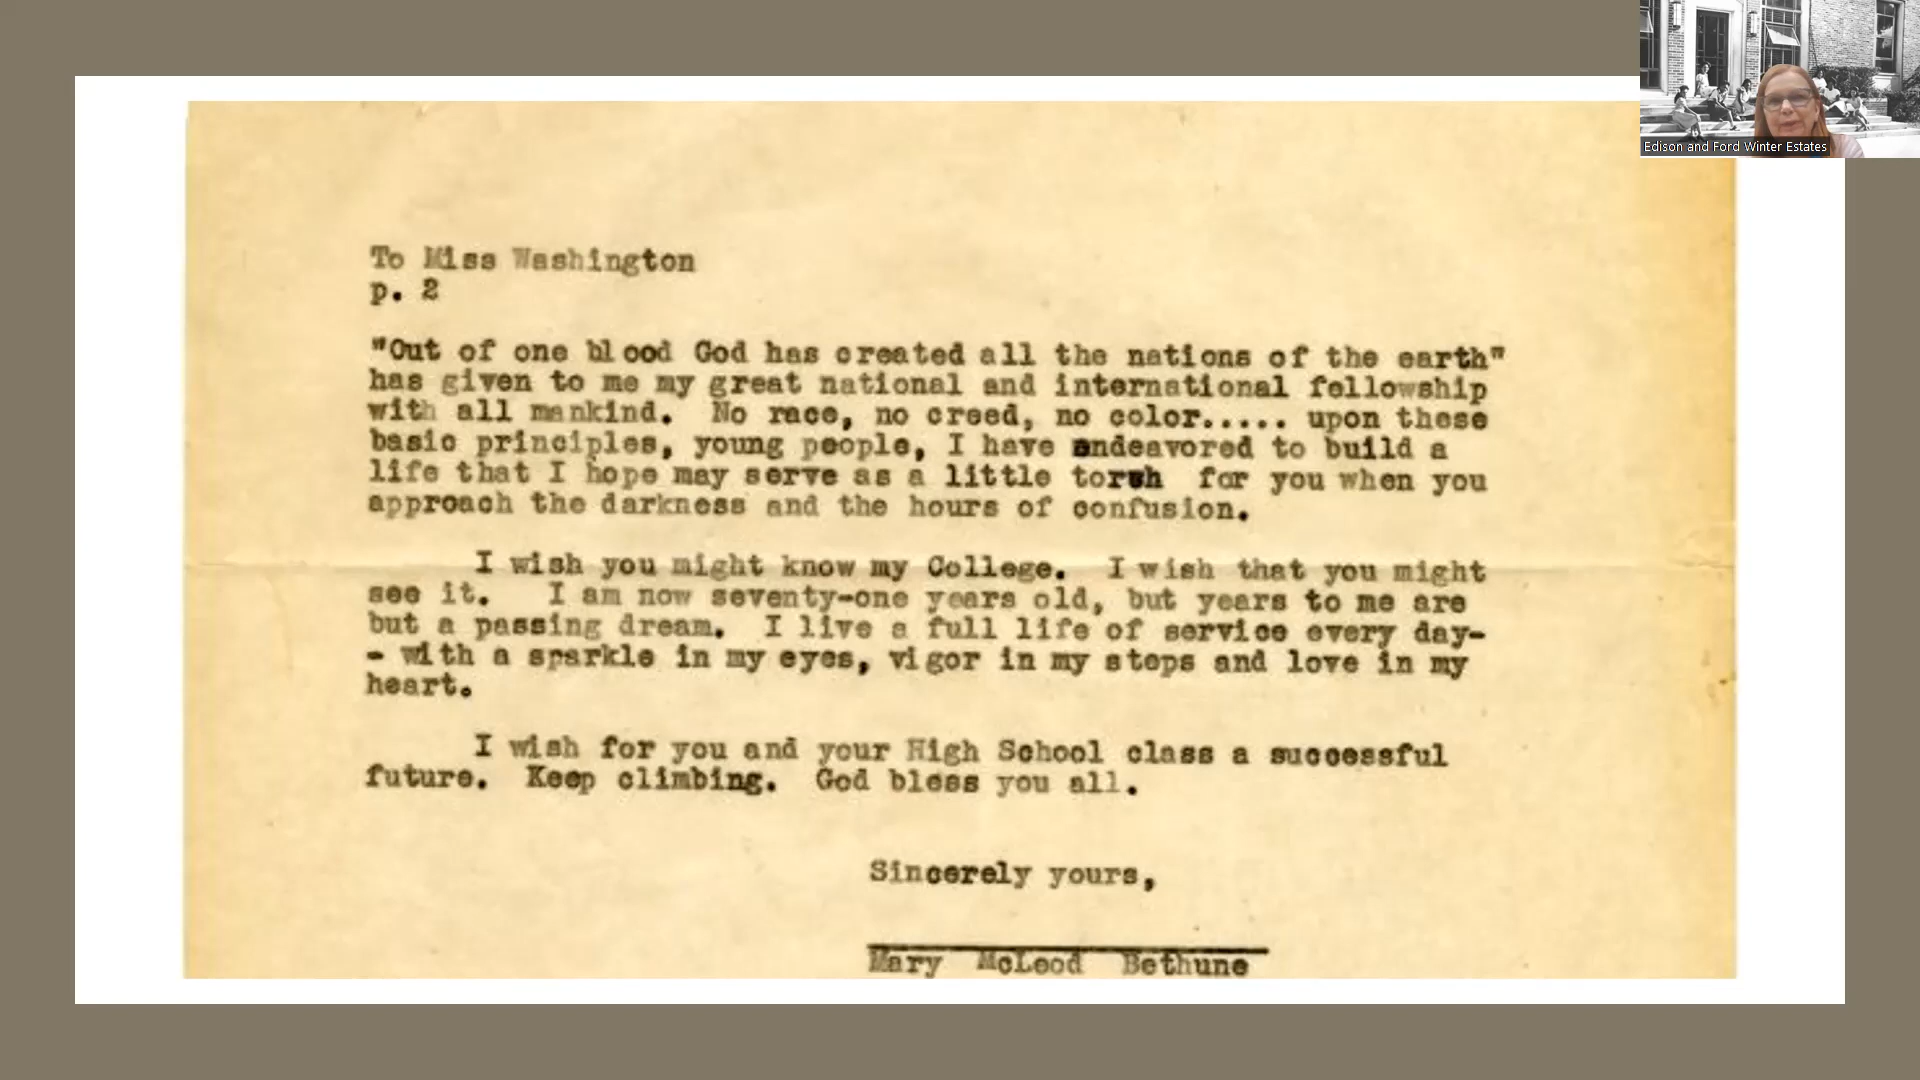 Edison and Ford Winter Estates
To Miss Washington
p. 2
"Out of one blood God has created all the nations of the earth"
has given to me my great national and international fellowship
with all mankind. No race, no creed, no color..... upon these
basic principles, young people, I have endeavored to build a
life that I hope may serve as a little torch for you when you
approach the darkness and the hours of confusion.
I wish you might know my College. I wish that you might
see it. I am now seventy-one years old, but years to me are
but a passing dream. I live a full life of service every day-
- with a sparkle in my eyes, vigor in my steps and love in my
heart.
I wish for you and your High School class a successful
future. Keep climbing. God bless you all.
Sincerely yours,
Mary McLeod Bethune